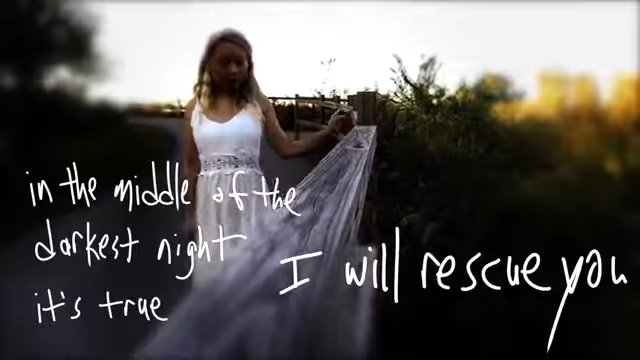 in the middle of the
darkest night
it's true
I will rescue you